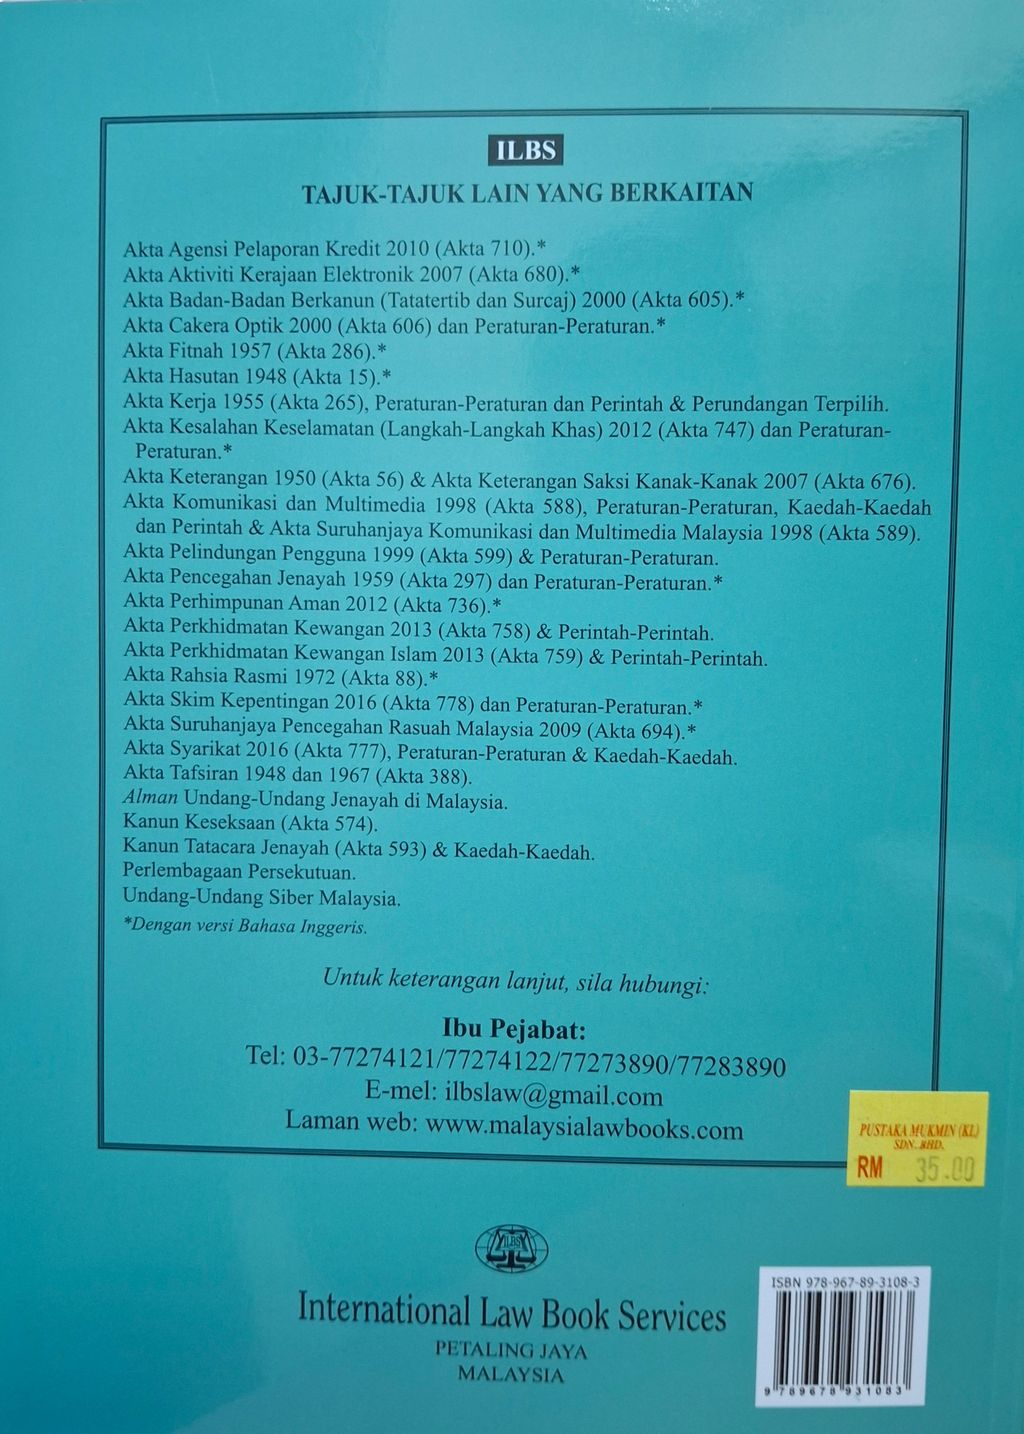 ILBS
TAJUK-TAJUK LAIN YANG BERKAITAN
Akta Agensi Pelaporan Kredit 2010 (Akta 710).*
Akta Aktiviti Kerajaan Elektronik 2007 (Akta 680).*
Akta Badan-Badan Berkanun (Tatatertib dan Surcaj) 2000 (Akta 605).*
Akta Cakera Optik 2000 (Akta 606) dan Peraturan-Peraturan.*
Akta Fitnah 1957 (Akta 286).*
Akta Hasutan 1948 (Akta 15).*
Akta Kerja 1955 (Akta 265), Peraturan-Peraturan dan Perintah & Perundangan Terpilih.
Akta Kesalahan Keselamatan (Langkah-Langkah Khas) 2012 (Akta 747) dan Peraturan-
Peraturan.*
Akta Keterangan 1950 (Akta 56) & Akta Keterangan Saksi Kanak-Kanak 2007 (Akta 676).
Akta Komunikasi dan Multimedia 1998 (Akta 588), Peraturan-Peraturan, Kaedah-Kaedah
dan Perintah & Akta Suruhanjaya Komunikasi dan Multimedia Malaysia 1998 (Akta 589).
Akta Pelindungan Pengguna 1999 (Akta 599) & Peraturan-Peraturan.
Akta Pencegahan Jenayah 1959 (Akta 297) dan Peraturan-Peraturan.*
Akta Perhimpunan Aman 2012 (Akta 736).*
Akta Perkhidmatan Kewangan 2013 (Akta 758) & Perintah-Perintah.
Akta Perkhidmatan Kewangan Islam 2013 (Akta 759) & Perintah-Perintah.
Akta Rahsia Rasmi 1972 (Akta 88).*
Akta Skim Kepentingan 2016 (Akta 778) dan Peraturan-Peraturan.*
Akta Suruhanjaya Pencegahan Rasuah Malaysia 2009 (Akta 694).*
Akta Syarikat 2016 (Akta 777), Peraturan-Peraturan & Kaedah-Kaedah.
Akta Tafsiran 1948 dan 1967 (Akta 388).
Alman Undang-Undang Jenayah di Malaysia.
Kanun Keseksaan (Akta 574).
Kanun Tatacara Jenayah (Akta 593) & Kaedah-Kaedah.
Perlembagaan Persekutuan.
Undang-Undang Siber Malaysia.
*Dengan versi Bahasa Inggeris.
Untuk keterangan lanjut, sila hubungi:
Ibu Pejabat:
Tel: 03-77274121/77274122/77273890/77283890
E-mel: ilbslaw@gmail.com
Laman web: www.malaysialawbooks.com
PUSTAKA MUKMIN (KL)
SDN. BHD.
RM 35.00
ILBS
International Law Book Services
PETALING JAYA
MALAYSIA
ISBN 978-967-89-3108-3
9 789678 931083